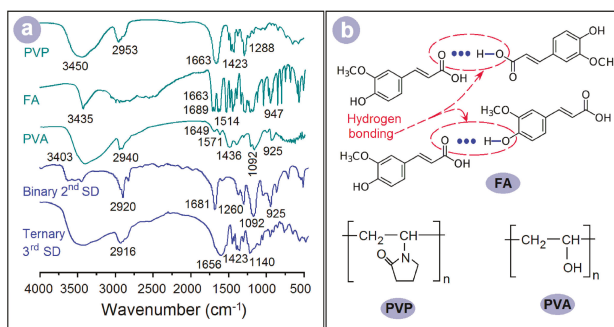 a
PVP
3450
2953
1663
1423
1288
FA
3435
1663
1689
1514
947
PVA
3403
2940
1649
1571
1436
1092
925
Binary 2nd SD
2920
1681
1260
1092
925
Ternary
3rd SD
2916
1656
1423
1140
4000 3500 3000 2500 2000 1500 1000 500
Wavenumber (cm-1)
b
H3CO
OH
O
OH
H
O
O
OH
OCH3
Hydrogen
bonding
H3CO
OH
O
OH
H
O
H3CO
O
OH
FA
CH2 CH
O
N
n
PVP
CH2 CH
OH
n
PVA